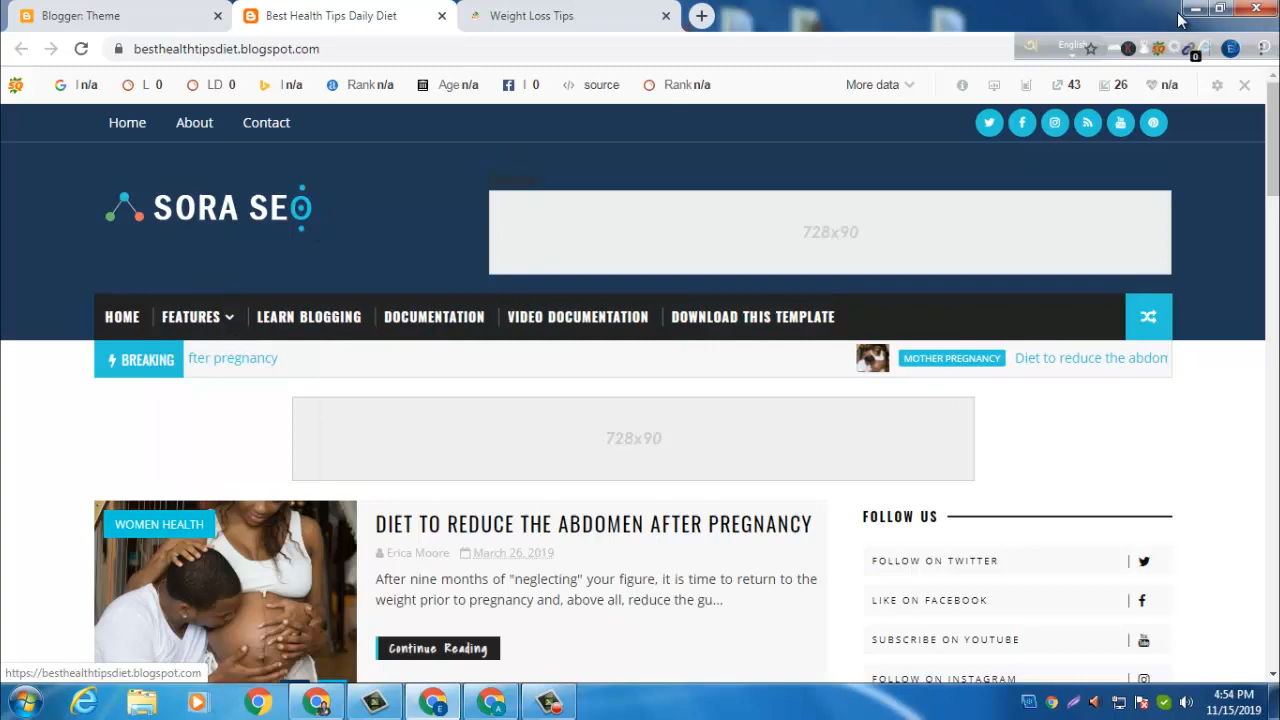 Blogger: Theme
Best Health Tips Daily Diet
Weight Loss Tips
besthealthtipsdiet.blogspot.com
English
E
0
SQ
G I n/a
L 0
LD 0
I n/a
Rank n/a
Age n/a
I 0
source
Rank n/a
More data
43
26
n/a
Home
About
Contact
SORA SEO
728x90
HOME
FEATURES
LEARN BLOGGING
DOCUMENTATION
VIDEO DOCUMENTATION
DOWNLOAD THIS TEMPLATE
BREAKING
fter pregnancy
MOTHER PREGNANCY
Diet to reduce the abdom
728x90
WOMEN HEALTH
DIET TO REDUCE THE ABDOMEN AFTER PREGNANCY
Erica Moore March 26, 2019
After nine months of "neglecting" your figure, it is time to return to the
weight prior to pregnancy and, above all, reduce the gu...
Continue Reading
FOLLOW US
FOLLOW ON TWITTER
LIKE ON FACEBOOK
SUBSCRIBE ON YOUTUBE
FOLLOW ON INSTAGRAM
https://besthealthtipsdiet.blogspot.com
4:54 PM
11/15/2019